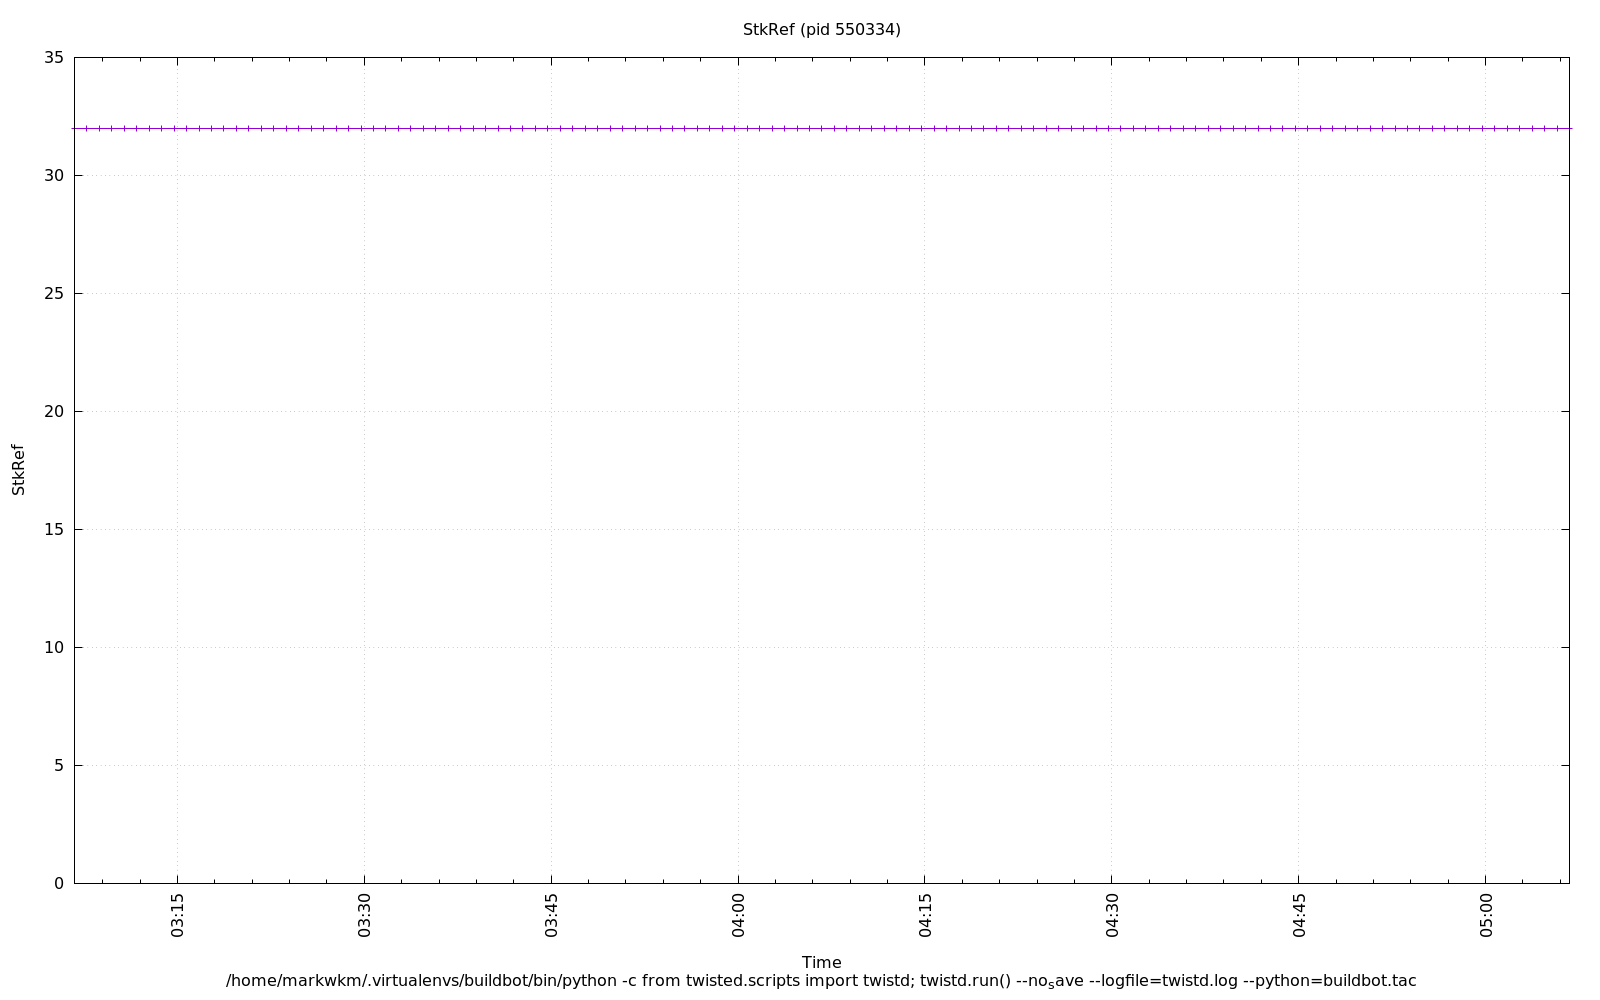 StkRef (pid 550334)
35
30
25
20
15
10
5
0
StkRef
03:15 03:30 03:45 04:00 04:15 04:30 04:45 05:00
Time
/home/markwkm/.virtualenvs/buildbot/bin/python -c from twisted.scripts import twistd; twistd.run() --nosave --logfile=twistd.log --python=buildbot.tac